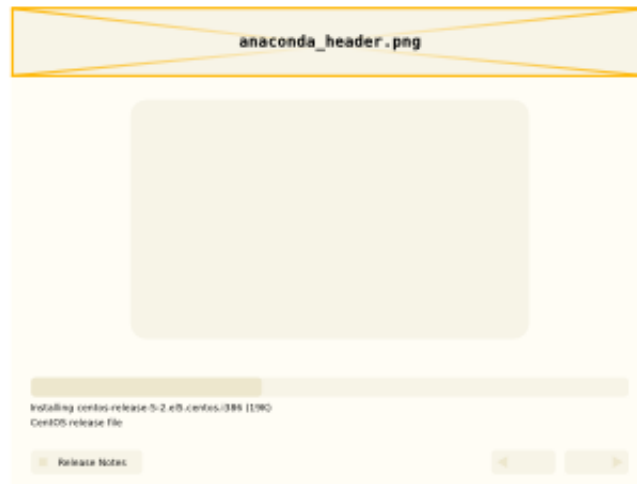 anaconda_header.png
Installing centos-release-5-2.el5.centos.i386 (19K)
CentOS release file
Release Notes